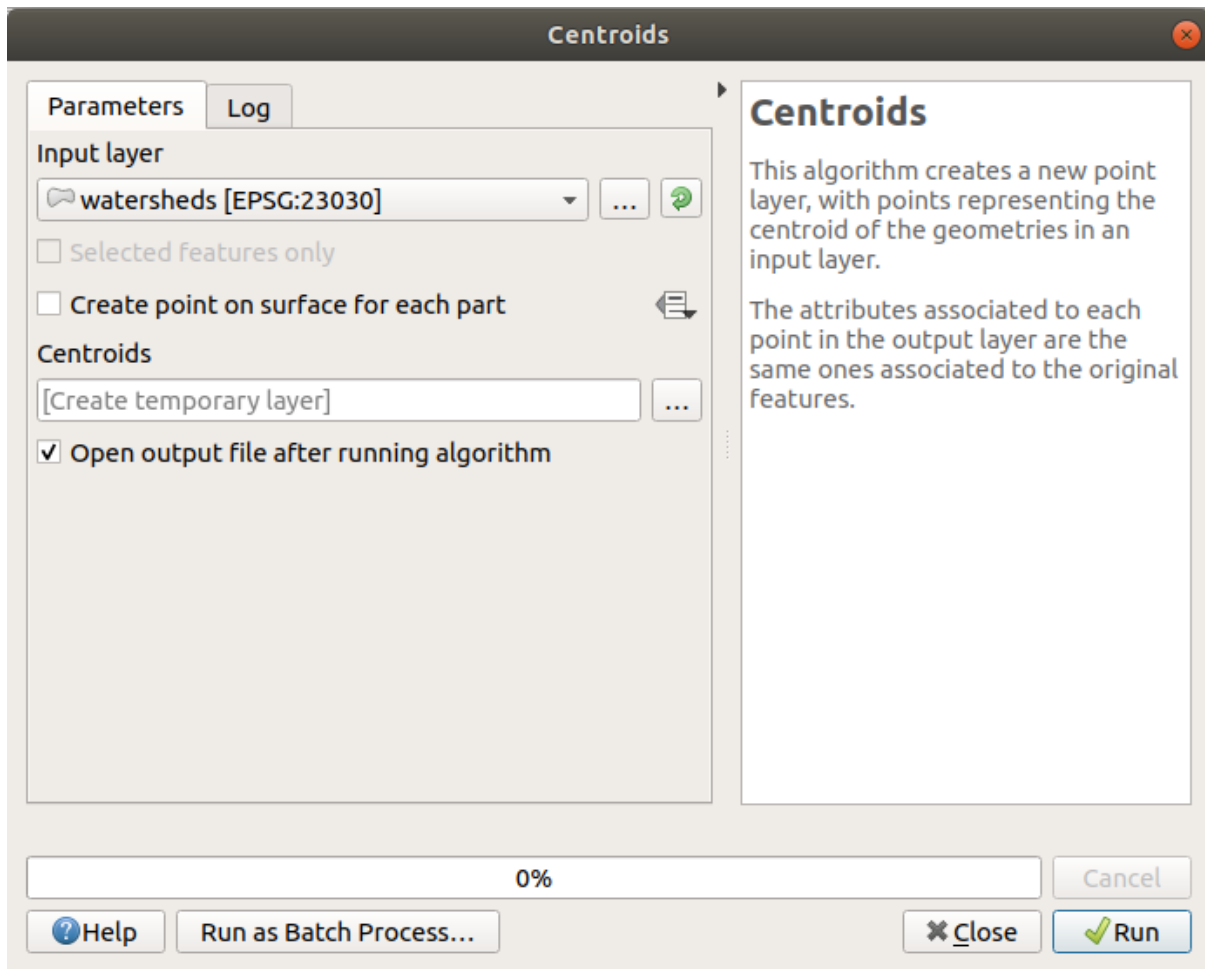 Centroids
Parameters
Log
Input layer
watersheds [EPSG:23030]
...
Selected features only
Create point on surface for each part
Centroids
[Create temporary layer]
...
Open output file after running algorithm
Centroids
This algorithm creates a new point
layer, with points representing the
centroid of the geometries in an
input layer.
The attributes associated to each
point in the output layer are the
same ones associated to the original
features.
0%
Cancel
Help
Run as Batch Process...
Close
Run